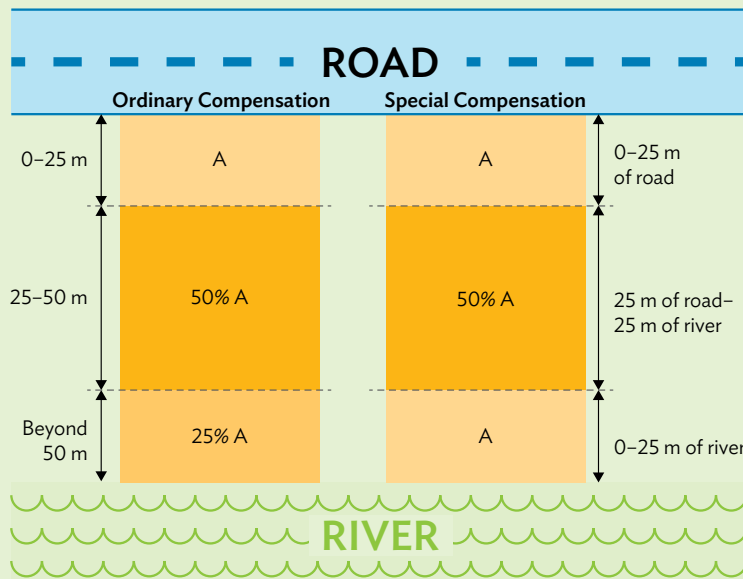 ROAD
Ordinary Compensation
Special Compensation
0–25 m
A
A
0–25 m
of road
25–50 m
50% A
50% A
25 m of road–
25 m of river
Beyond
50 m
25% A
A
0–25 m of river
RIVER